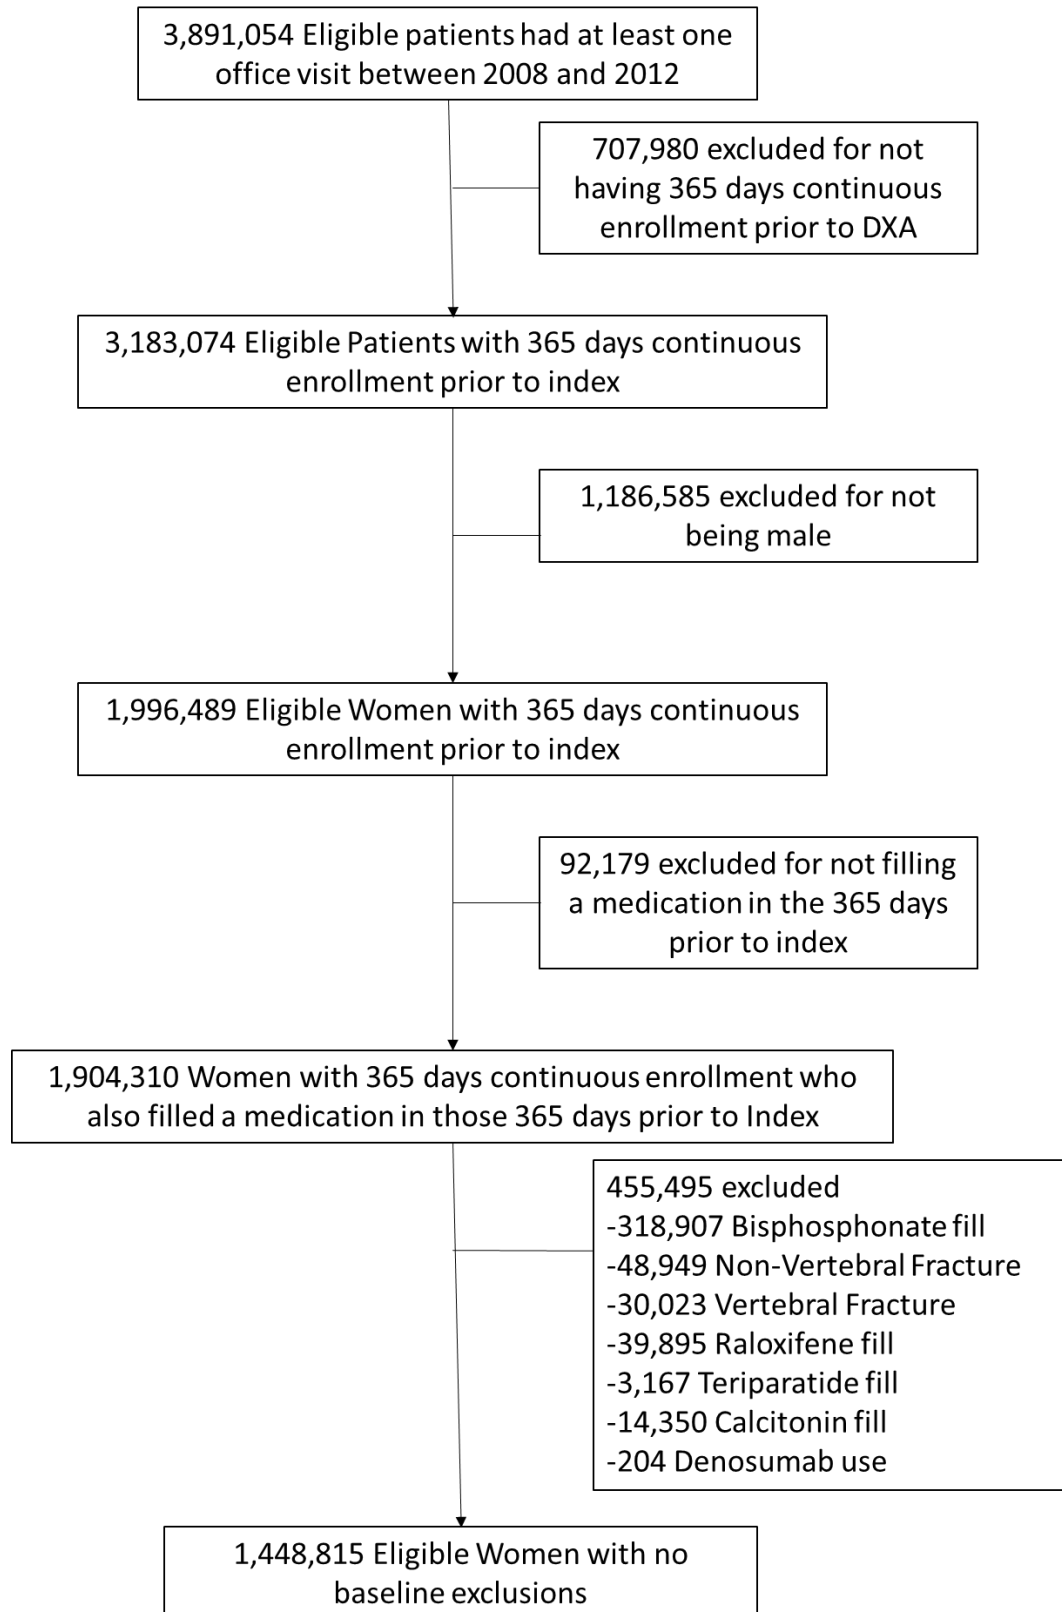 3,891,054 Eligible patients had at least one
office visit between 2008 and 2012
707,980 excluded for not
having 365 days continuous
enrollment prior to DXA
3,183,074 Eligible Patients with 365 days continuous
enrollment prior to index
1,186,585 excluded for not
being male
1,996,489 Eligible Women with 365 days continuous
enrollment prior to index
92,179 excluded for not filling
a medication in the 365 days
prior to index
1,904,310 Women with 365 days continuous enrollment who
also filled a medication in those 365 days prior to Index
455,495 excluded
-318,907 Bisphosphonate fill
-48,949 Non-Vertebral Fracture
-30,023 Vertebral Fracture
-39,895 Raloxifene fill
-3,167 Teriparatide fill
-14,350 Calcitonin fill
-204 Denosumab use
1,448,815 Eligible Women with no
baseline exclusions